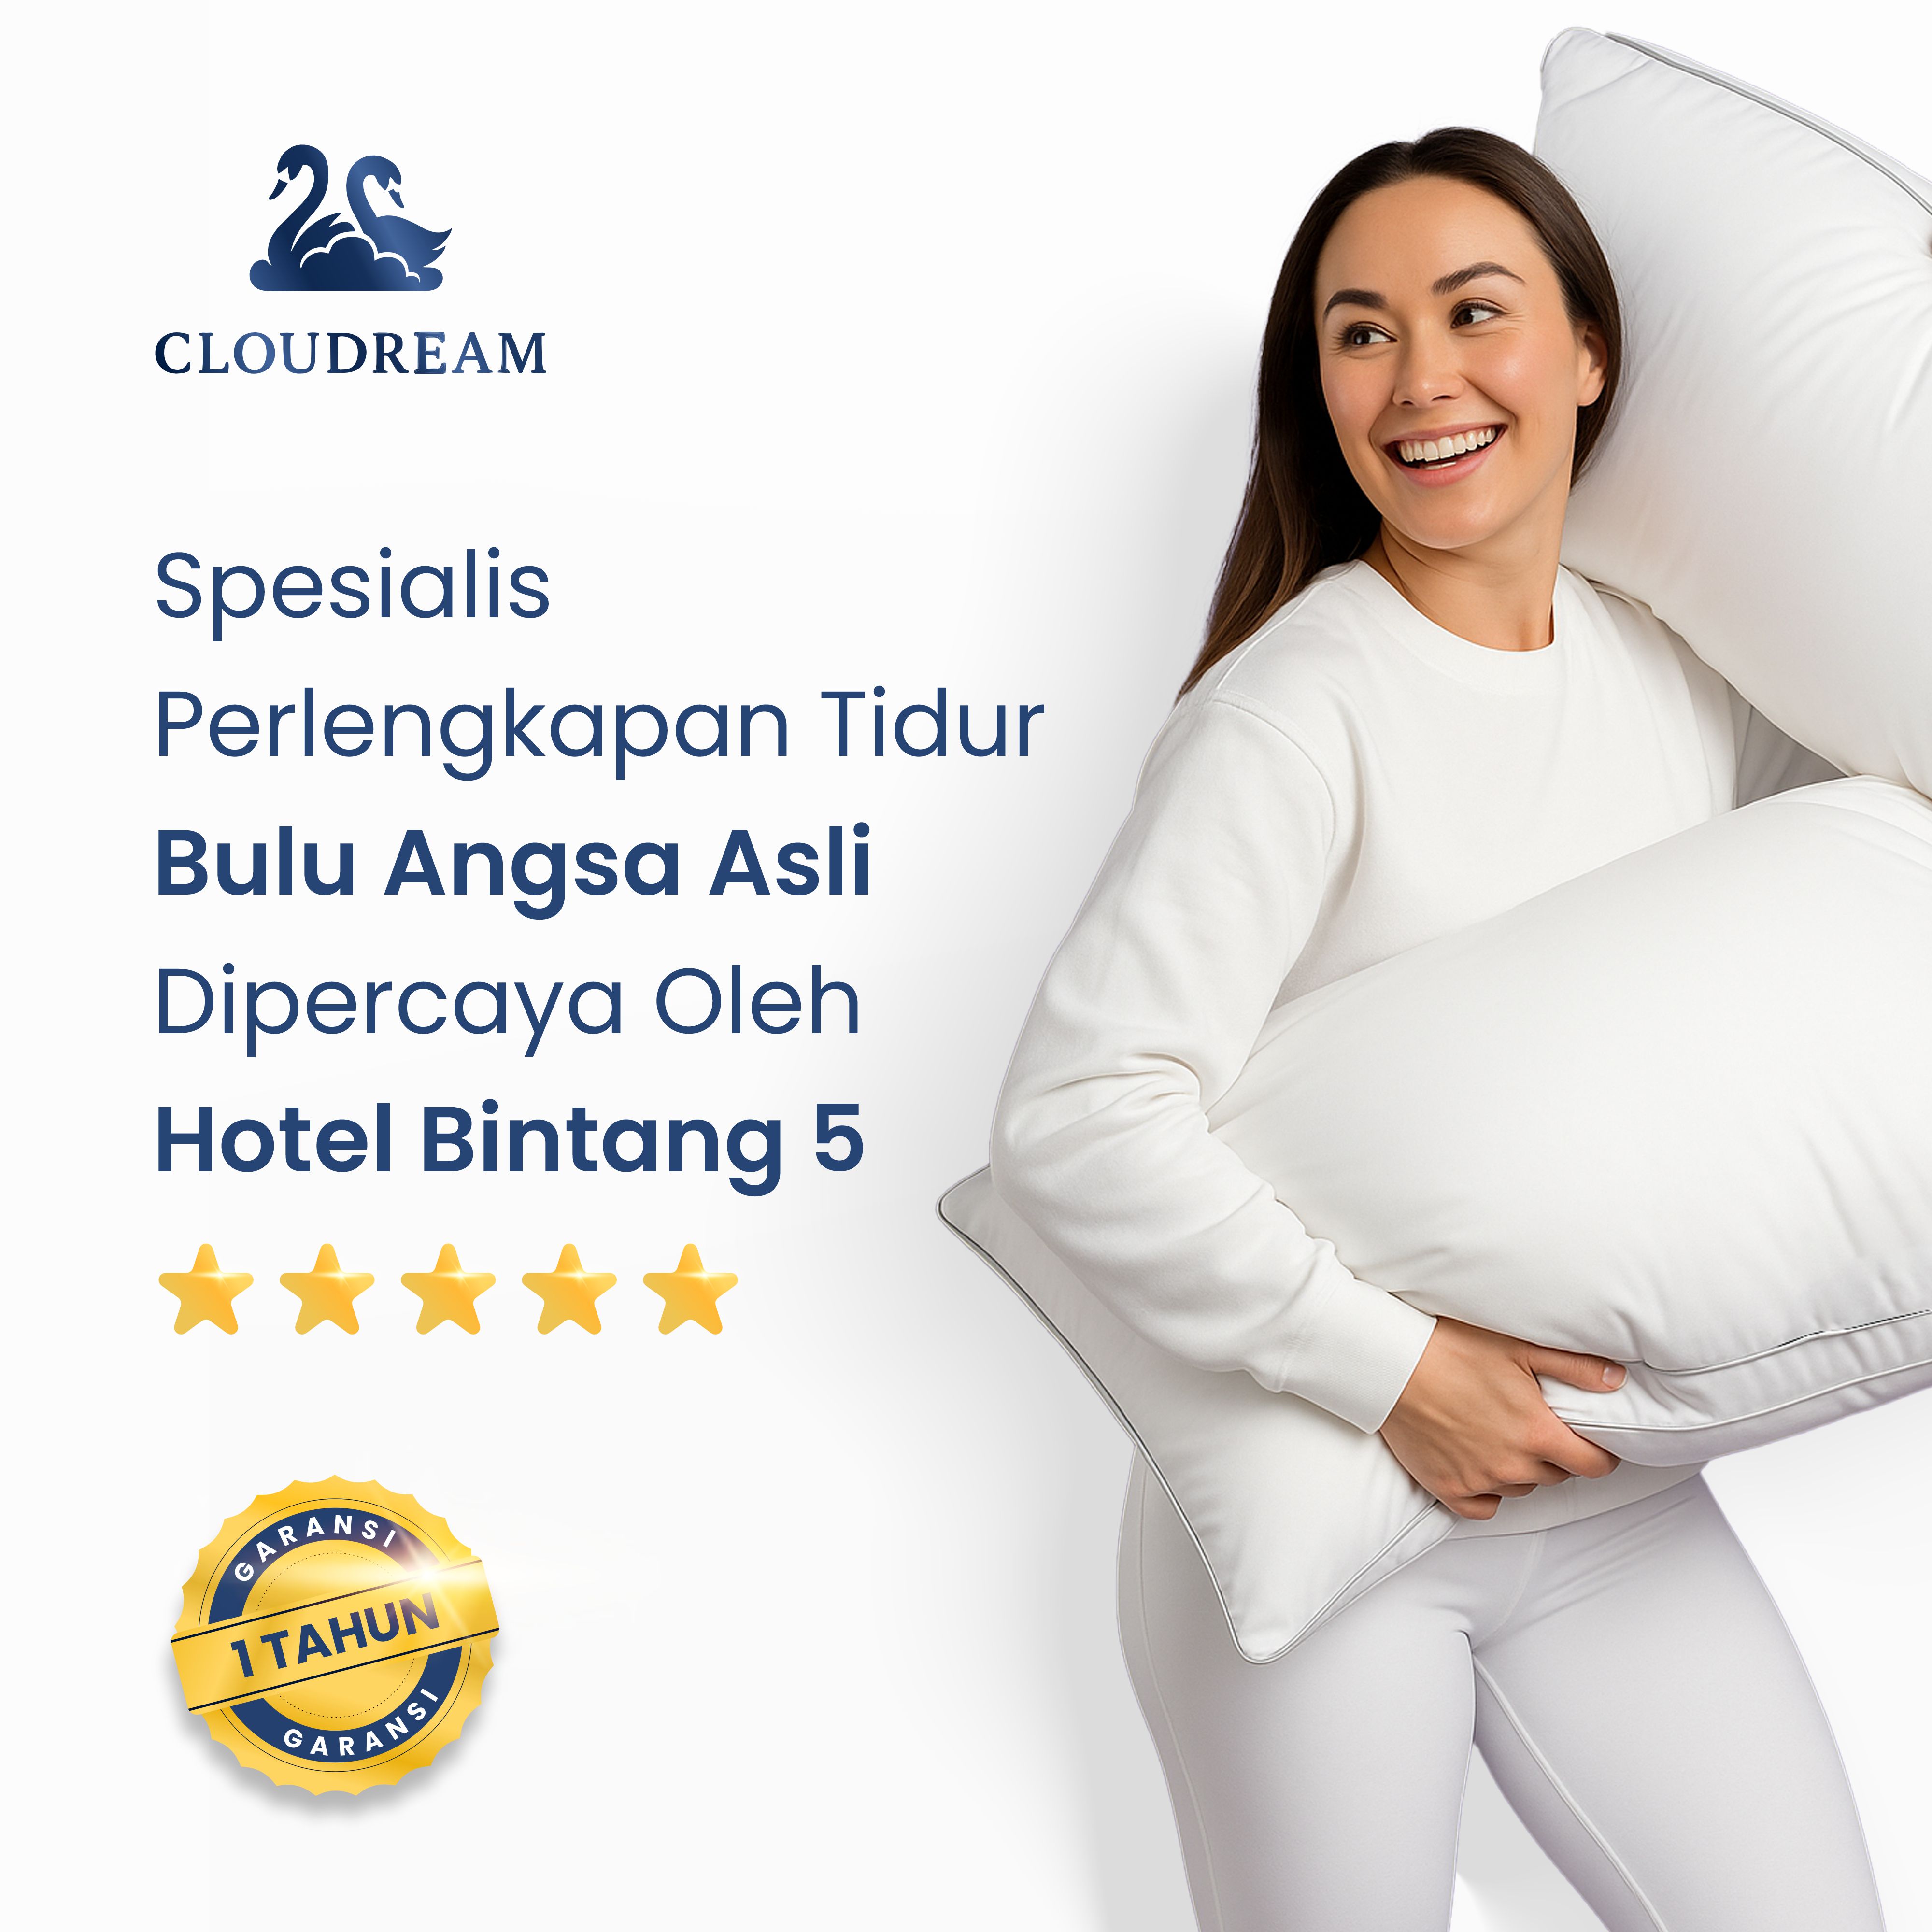 CLOUDREAM
Spesialis
Perlengkapan Tidur
Bulu Angsa Asli
Dipercaya Oleh
Hotel Bintang 5
GARANSI
1 TAHUN
GARANSI